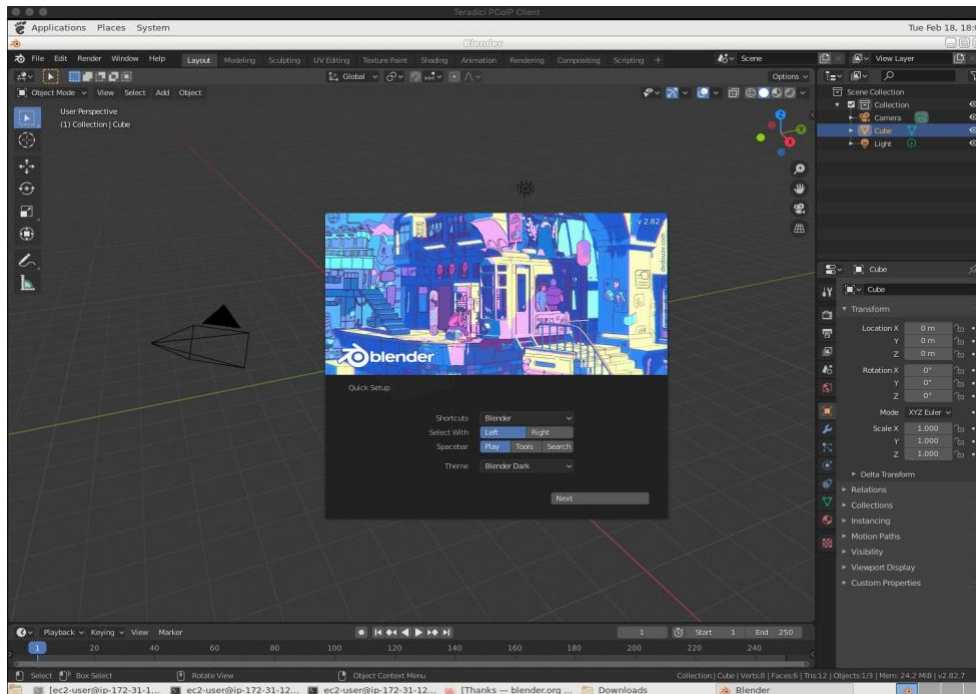 Teradici PCoIP Client
Applications Places System
Tue Feb 18, 18:0
Blender
File Edit Render Window Help Layout Modeling Sculpting UV Editing Texture Paint Shading Animation Rendering Compositing Scripting + Scene View Layer
Global Options
Object Mode View Select Add Object
User Perspective
(1) Collection | Cube
Scene Collection
Collection
Camera
Cube
Light
Z
Y
X
v 2.82
blender
Quick Setup
Shortcuts Blender
Select With Left Right
Spacebar Play Tools Search
Theme Blender Dark
Next
Cube
Cube
Transform
Location X 0 m
Y 0 m
Z 0 m
Rotation X 0°
Y 0°
Z 0°
Mode XYZ Euler
Scale X 1.000
Y 1.000
Z 1.000
Delta Transform
Relations
Collections
Instancing
Motion Paths
Visibility
Viewport Display
Custom Properties
Playback Keying View Marker 1 Start 1 End 250
1 20 40 60 80 100 120 140 160 180 200 220 240
Select Box Select Rotate View Object Context Menu Collection | Cube | Verts:8 | Faces:6 | Tris:12 | Objects:1/3 | Mem: 24.2 MiB | v2.82.7
[ec2-user@ip-172-31-1... ec2-user@ip-172-31-12... ec2-user@ip-172-31-12... [Thanks — blender.org ... Downloads Blender